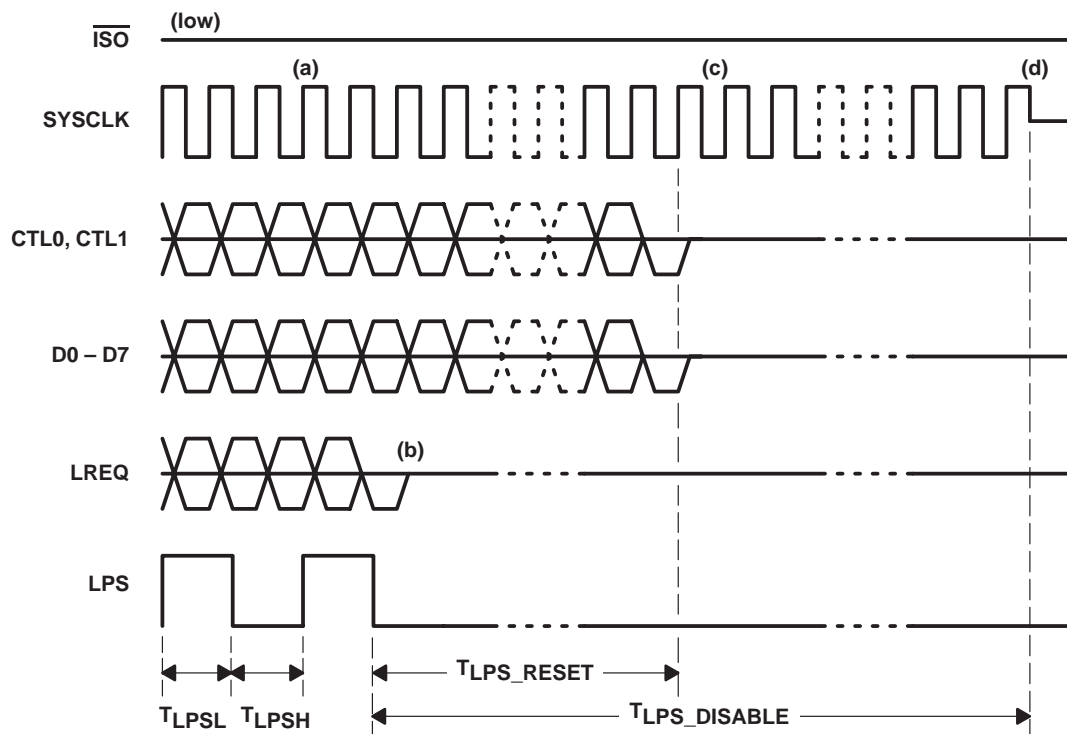 (low)
ISO
(a) (c) (d)
SYSCLK
CTL0, CTL1
D0 – D7
(b)
LREQ
LPS
TLPS_RESET
TLPSL TLPSH TLPS_DISABLE